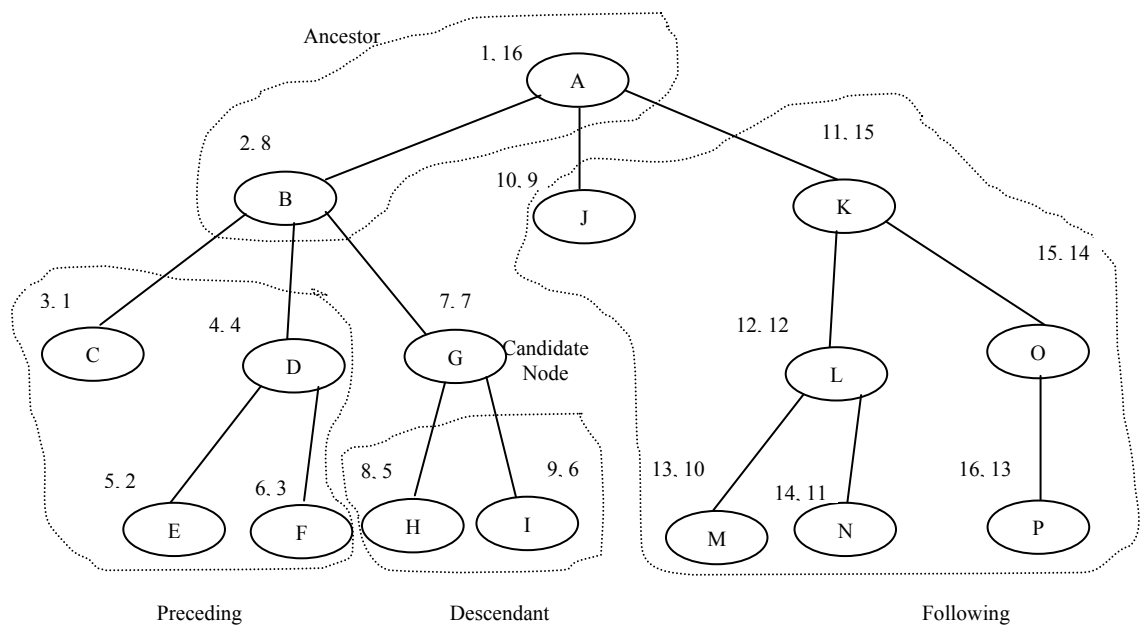 Ancestor
1, 16
A
2, 8
11, 15
B
10, 9
J
K
15, 14
3, 1
4, 4
7, 7
12, 12
C
D
G
Candidate
Node
L
O
5, 2
6, 3
8, 5
9, 6
13, 10
14, 11
16, 13
E
F
H
I
M
N
P
Preceding
Descendant
Following